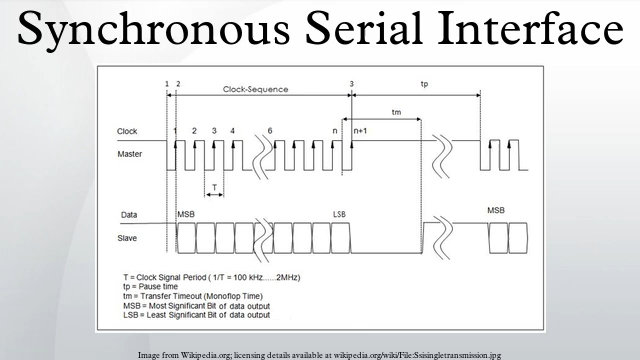 Synchronous Serial Interface
1 2 3 tp
Clock-Sequence
tm
Clock 1 2 3 4 6 n n+1
Master
T
Data MSB LSB MSB
Slave
T = Clock Signal Period ( 1/T = 100 kHz......2MHz)
tp = Pause time
tm = Transfer Timeout (Monoflop Time)
MSB = Most Significant Bit of data output
LSB = Least Significant Bit of data output
Image from Wikipedia.org; licensing details available at wikipedia.org/wiki/File:Ssisingletransmission.jpg